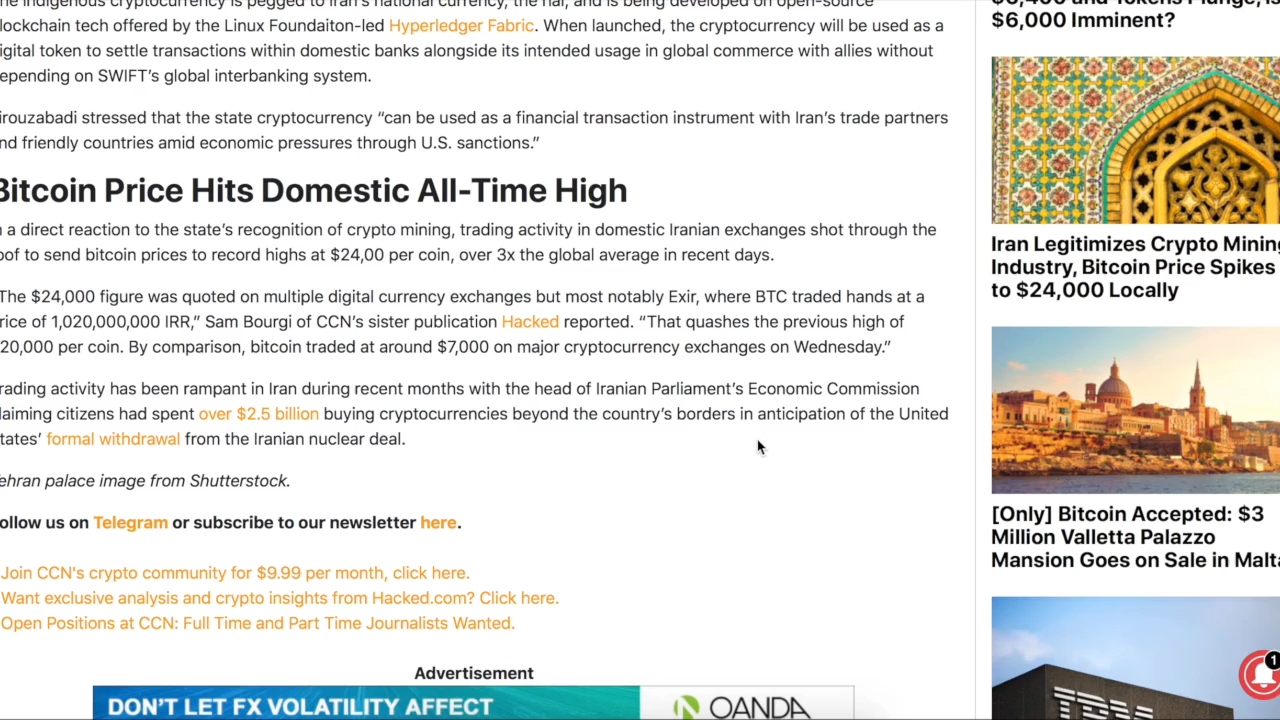 he indigenous cryptocurrency is pegged to Iran's national currency, the rial, and is being developed on open-source
lockchain tech offered by the Linux Foundaiton-led Hyperledger Fabric. When launched, the cryptocurrency will be used as a
igital token to settle transactions within domestic banks alongside its intended usage in global commerce with allies without
epending on SWIFT’s global interbanking system.
irouzabadi stressed that the state cryptocurrency “can be used as a financial transaction instrument with Iran’s trade partners
nd friendly countries amid economic pressures through U.S. sanctions.”
Bitcoin Price Hits Domestic All-Time High
n a direct reaction to the state’s recognition of crypto mining, trading activity in domestic Iranian exchanges shot through the
oof to send bitcoin prices to record highs at $24,00 per coin, over 3x the global average in recent days.
The $24,000 figure was quoted on multiple digital currency exchanges but most notably Exir, where BTC traded hands at a
rice of 1,020,000,000 IRR,” Sam Bourgi of CCN’s sister publication Hacked reported. “That quashes the previous high of
20,000 per coin. By comparison, bitcoin traded at around $7,000 on major cryptocurrency exchanges on Wednesday.”
rading activity has been rampant in Iran during recent months with the head of Iranian Parliament’s Economic Commission
laiming citizens had spent over $2.5 billion buying cryptocurrencies beyond the country’s borders in anticipation of the United
tates’ formal withdrawal from the Iranian nuclear deal.
ehran palace image from Shutterstock.
ollow us on Telegram or subscribe to our newsletter here.
Join CCN's crypto community for $9.99 per month, click here.
Want exclusive analysis and crypto insights from Hacked.com? Click here.
Open Positions at CCN: Full Time and Part Time Journalists Wanted.
Advertisement
DON'T LET FX VOLATILITY AFFECT
OANDA
$6,000 Imminent?
Iran Legitimizes Crypto Mining
Industry, Bitcoin Price Spikes
to $24,000 Locally
[Only] Bitcoin Accepted: $3
Million Valletta Palazzo
Mansion Goes on Sale in Malta
IBM
1